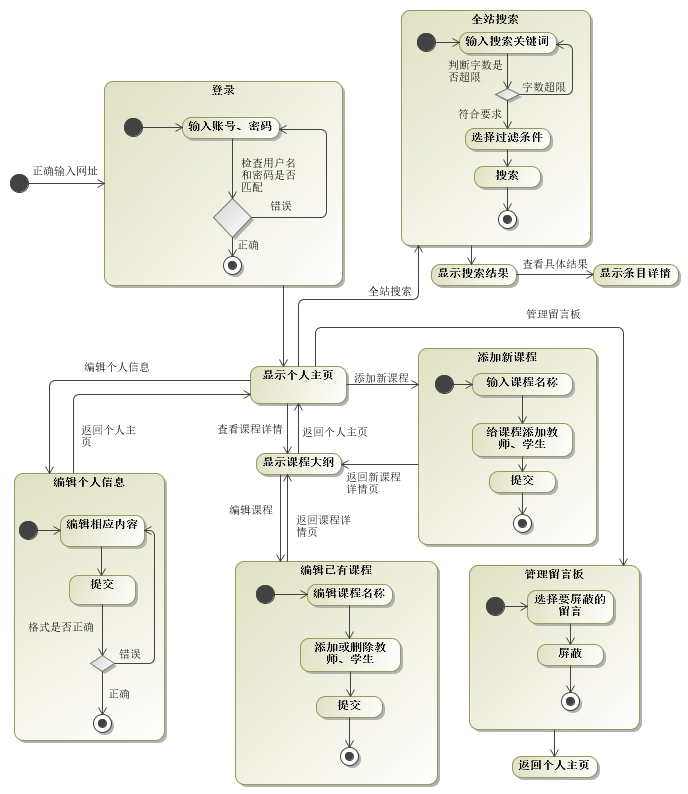 全站搜索
输入搜索关键词
判断字数是
否超限
字数超限
符合要求
选择过滤条件
搜索
登录
输入账号、密码
检查用户名
和密码是否
匹配
错误
正确
正确输入网址
显示搜索结果
查看具体结果
显示条目详情
全站搜索
管理留言板
编辑个人信息
显示个人主页
添加新课程
返回个人主
页
查看课程详情
返回个人主页
显示课程大纲
返回新课程
详情页
添加新课程
输入课程名称
给课程添加教
师、学生
提交
编辑课程
返回课程详
情页
编辑个人信息
编辑相应内容
提交
格式是否正确
错误
正确
编辑已有课程
编辑课程名称
添加或删除教
师、学生
提交
管理留言板
选择要屏蔽的
留言
屏蔽
返回个人主页